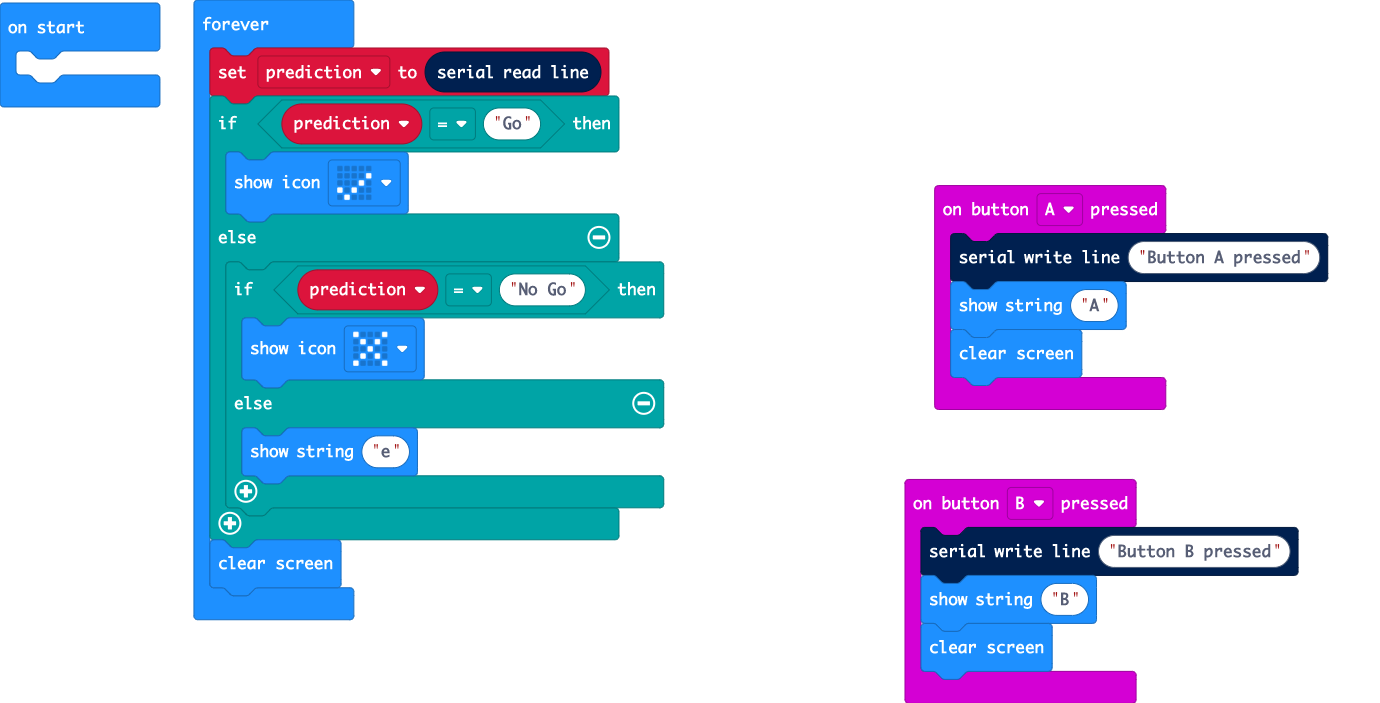 on start
forever
set prediction to serial read line
if prediction = "Go" then
show icon
else
if prediction = "No Go" then
show icon
else
show string "e"
clear screen
on button A pressed
serial write line "Button A pressed"
show string "A"
clear screen
on button B pressed
serial write line "Button B pressed"
show string "B"
clear screen